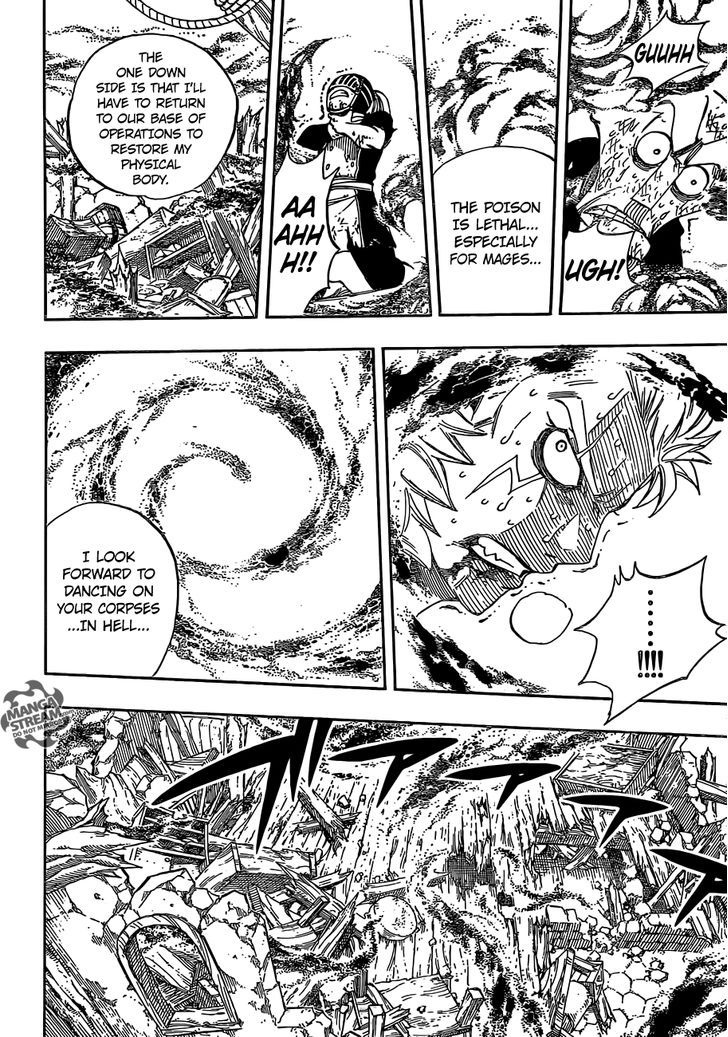 GUUHH
UGH!
THE POISON
IS LETHAL...
ESPECIALLY
FOR MAGES...
AA
AHH
H!!
THE
ONE DOWN
SIDE IS THAT I'LL
HAVE TO RETURN
TO OUR BASE OF
OPERATIONS TO
RESTORE MY
PHYSICAL
BODY.
......
!!!!
I LOOK
FORWARD TO
DANCING ON
YOUR CORPSES
...IN HELL...
MANGA
STREAM